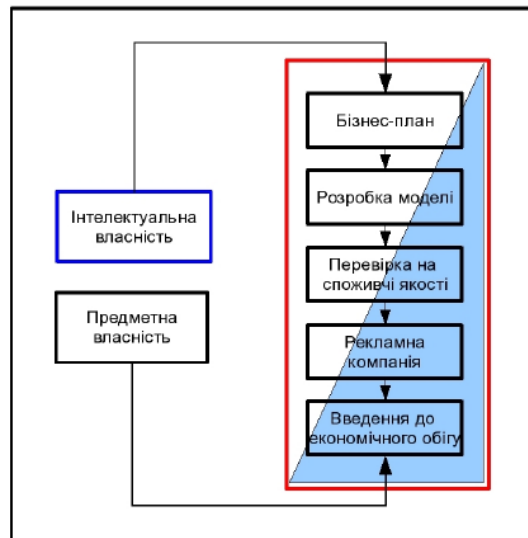 Інтелектуальна
власність
Предметна
власність
Бізнес-план
Розробка моделі
Перевірка на
споживчі якості
Рекламна
компанія
Введення до
економічного обігу